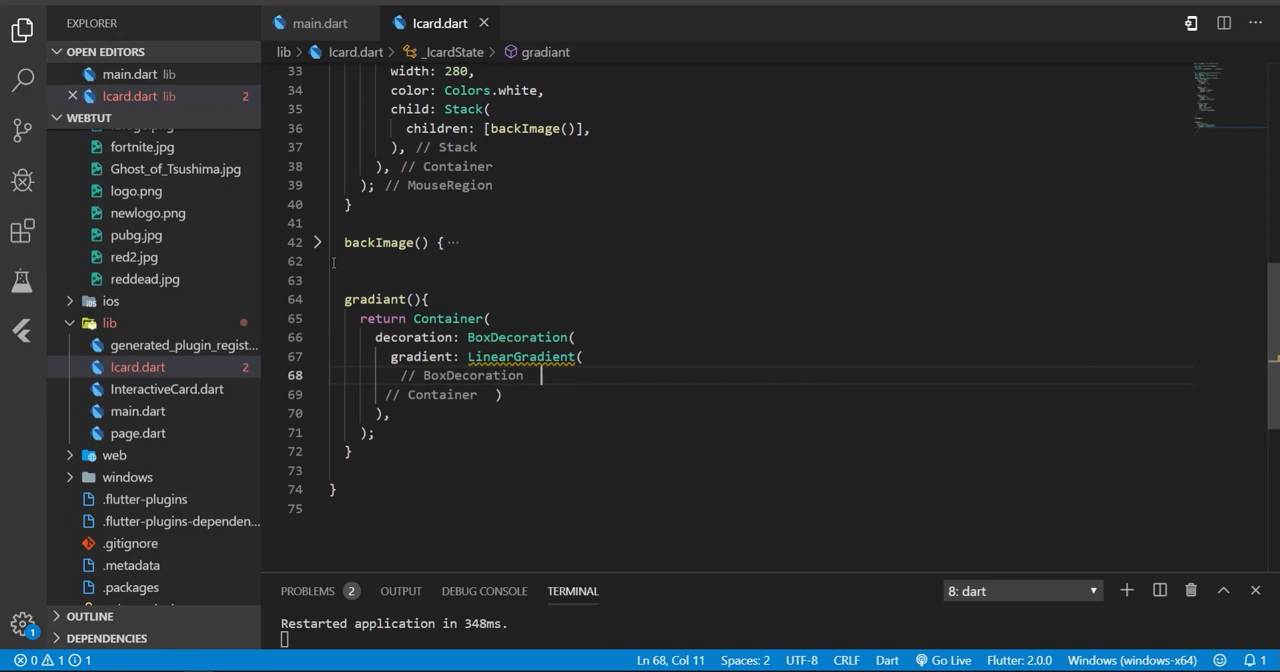 EXPLORER
OPEN EDITORS
main.dart lib
Icard.dart lib 2
WEBTUT
fortnite.jpg
Ghost_of_Tsushima.jpg
logo.png
newlogo.png
pubg.jpg
red2.jpg
reddead.jpg
ios
lib
generated_plugin_regist...
Icard.dart 2
InteractiveCard.dart
main.dart
page.dart
web
windows
.flutter-plugins
.flutter-plugins-dependen...
.gitignore
.metadata
.packages
OUTLINE
DEPENDENCIES
1
main.dart Icard.dart
lib > Icard.dart > _IcardState > gradiant
33 width: 280,
34 color: Colors.white,
35 child: Stack(
36 children: [backImage()],
37 ), // Stack
38 ), // Container
39 ); // MouseRegion
40 }
41
42 backImage() { ···
62
63
64 gradiant(){
65 return Container(
66 decoration: BoxDecoration(
67 gradient: LinearGradient(
68 // BoxDecoration
69 // Container )
70 ),
71 );
72 }
73
74 }
75
PROBLEMS 2 OUTPUT DEBUG CONSOLE TERMINAL 8: dart
Restarted application in 348ms.
0 1 1 Ln 68, Col 11 Spaces: 2 UTF-8 CRLF Dart Go Live Flutter: 2.0.0 Windows (windows-x64) 1